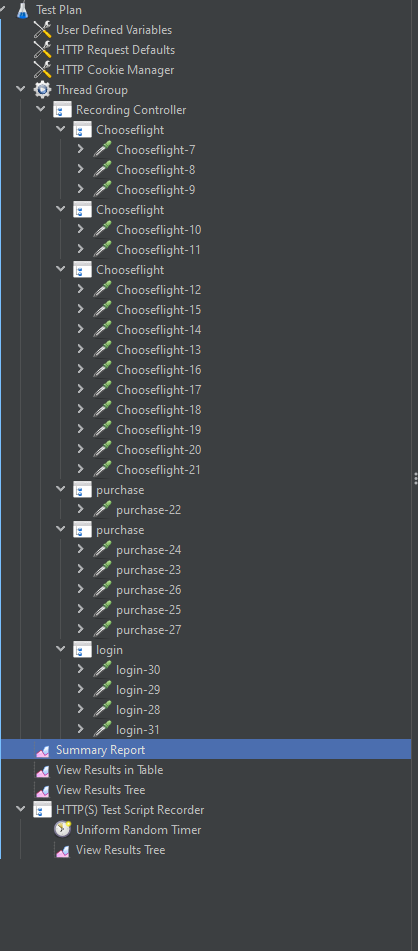 Test Plan
User Defined Variables
HTTP Request Defaults
HTTP Cookie Manager
Thread Group
Recording Controller
Chooseflight
Chooseflight-7
Chooseflight-8
Chooseflight-9
Chooseflight
Chooseflight-10
Chooseflight-11
Chooseflight
Chooseflight-12
Chooseflight-15
Chooseflight-14
Chooseflight-13
Chooseflight-16
Chooseflight-17
Chooseflight-18
Chooseflight-19
Chooseflight-20
Chooseflight-21
purchase
purchase-22
purchase
purchase-24
purchase-23
purchase-26
purchase-25
purchase-27
login
login-30
login-29
login-28
login-31
Summary Report
View Results in Table
View Results Tree
HTTP(S) Test Script Recorder
Uniform Random Timer
View Results Tree